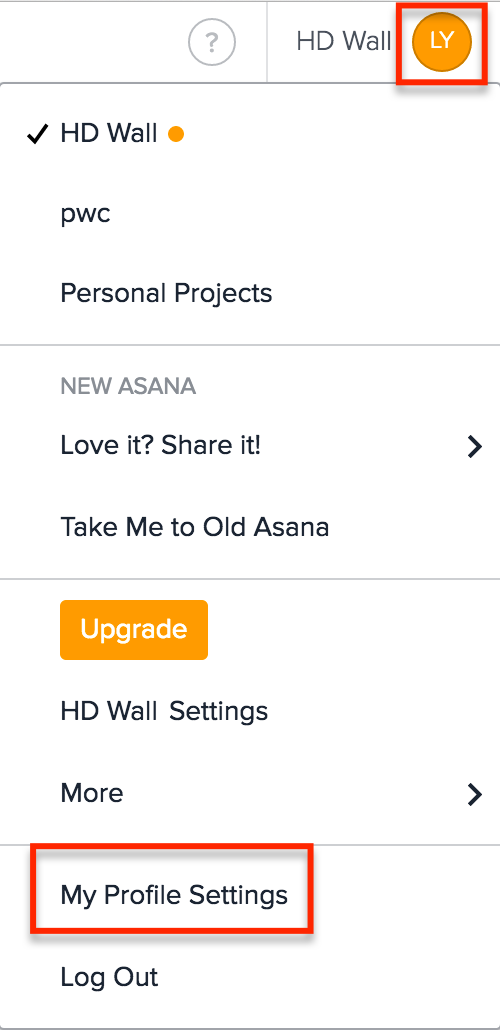 ? HD Wall LY
HD Wall
pwc
Personal Projects
NEW ASANA
Love it? Share it!
Take Me to Old Asana
Upgrade
HD Wall Settings
More
My Profile Settings
Log Out